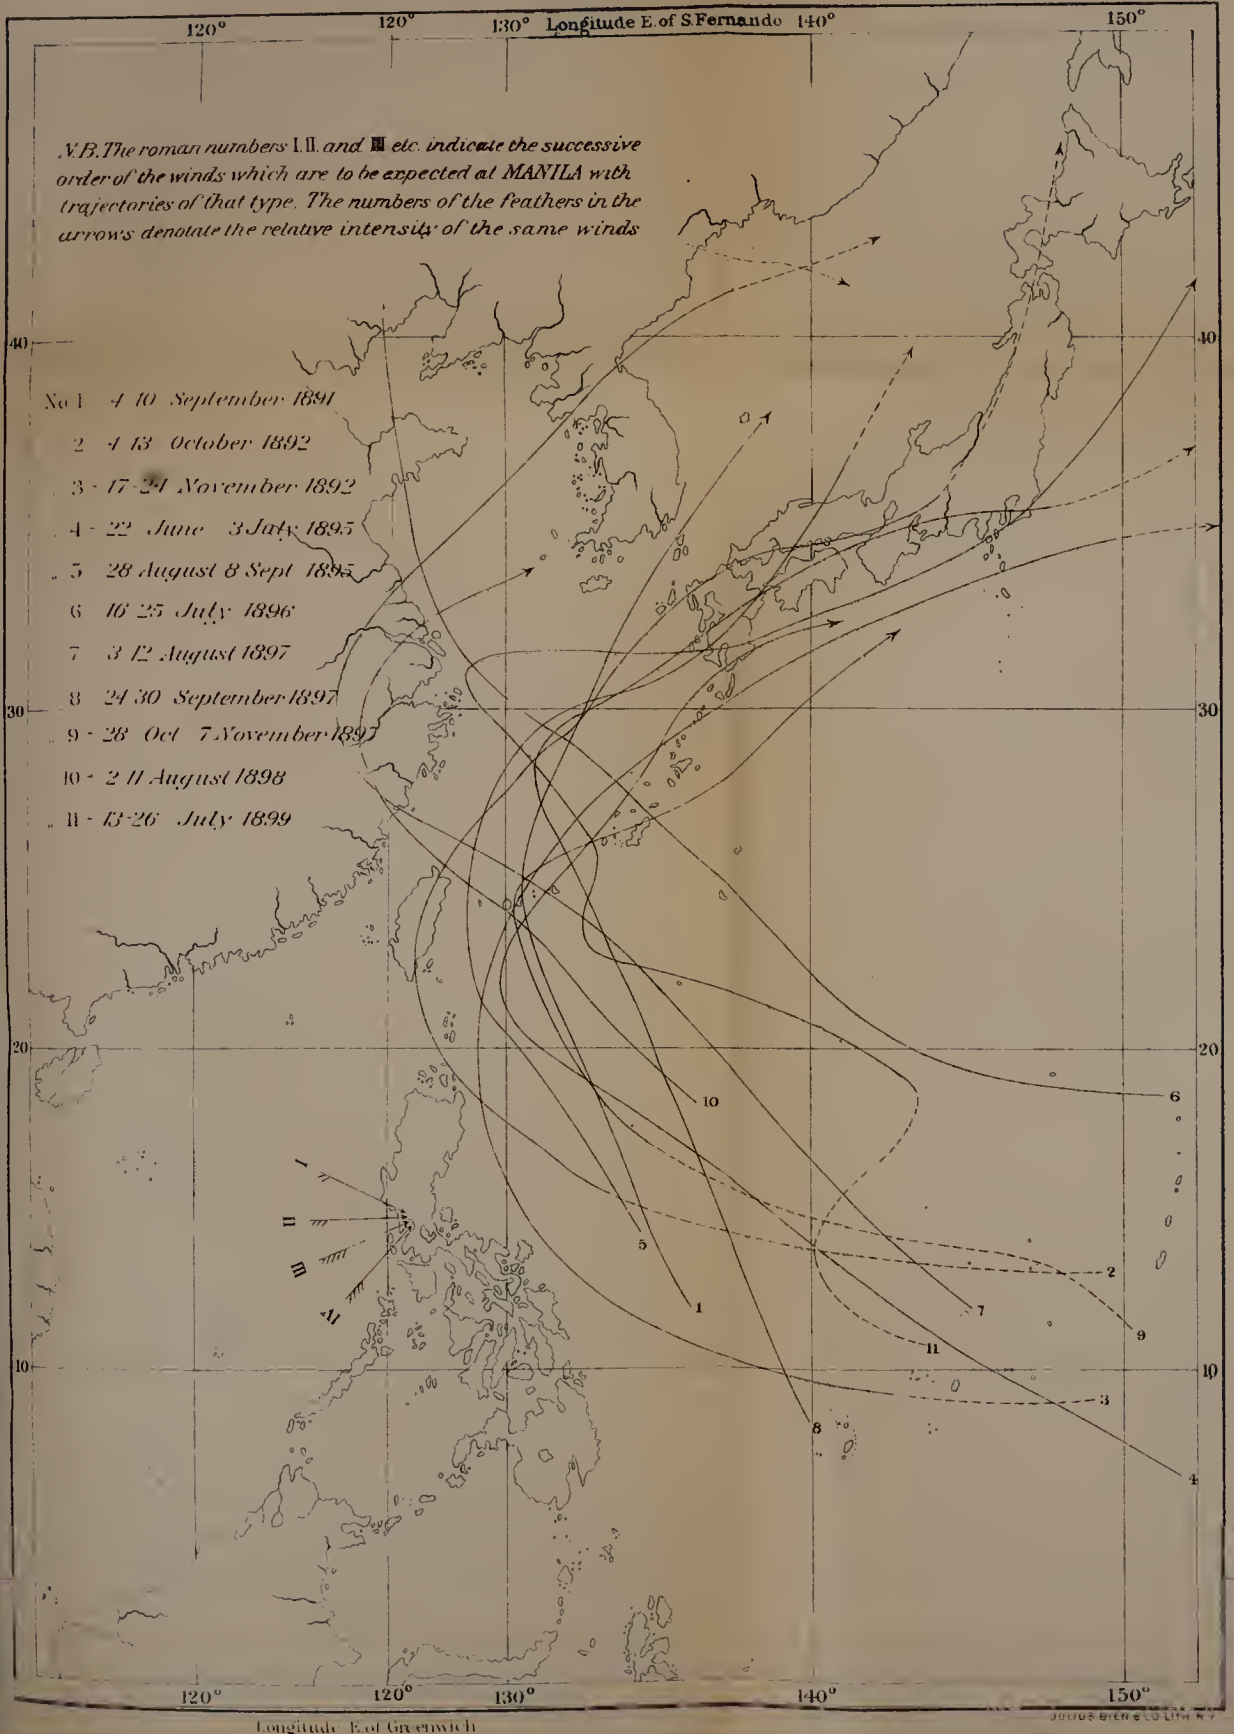 120° 120° 130° Longitude E. of S. Fernando 140° 150°
N.B. The roman numbers I. II. and III etc. indicate the successive
order of the winds which are to be expected at MANILA with
trajectories of that type. The numbers of the feathers in the
arrows denotate the relative intensity of the same winds
40 40
No 1 4 10 September 1891
2 4 13 October 1892
3 - 17-24 November 1892
4 - 22 June 3 July 1895
5 28 August 8 Sept 1895
6 16 25 July 1896
7 3 12 August 1897
8 24 30 September 1897
30 30
9 - 28 Oct 7 November 1897
10 - 2 11 August 1898
11 - 13-26 July 1899
20 20
10
6
I
II
III
5
2
1
7
9
11
10 10
3
8
4
120° 120° 130° 140° 150°
Longitude E. of Greenwich
JULIUS BIEN & CO. LITH. N.Y.